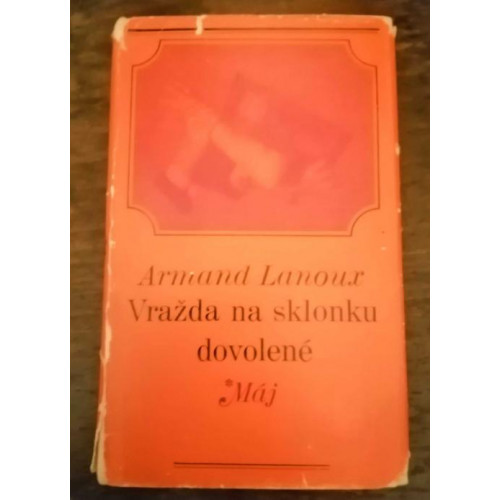 Armand Lanoux
Vražda na sklonku
dovolené
*Máj